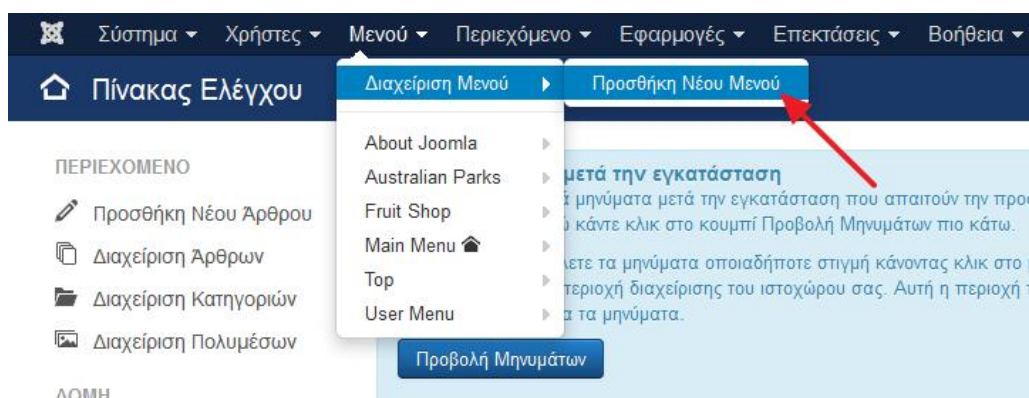 Σύστημα Χρήστες Μενού Περιεχόμενο Εφαρμογές Επεκτάσεις Βοήθεια
Πίνακας Ελέγχου
Διαχείριση Μενού
Προσθήκη Νέου Μενού
About Joomla
Australian Parks
Fruit Shop
Main Menu
Top
User Menu
ΠΕΡΙΕΧΟΜΕΝΟ
Προσθήκη Νέου Άρθρου
Διαχείριση Άρθρων
Διαχείριση Κατηγοριών
Διαχείριση Πολυμέσων
ΔΟΜΗ
μετά την εγκατάσταση
μηνύματα μετά την εγκατάσταση που απαιτούν την
κάντε κλικ στο κουμπί Προβολή Μηνυμάτων πιο κάτω.
τα μηνύματα οποιαδήποτε στιγμή κάνοντας κλικ στο
περιοχή διαχείρισης του ιστοχώρου σας. Αυτή η περιοχή
τα μηνύματα.
Προβολή Μηνυμάτων